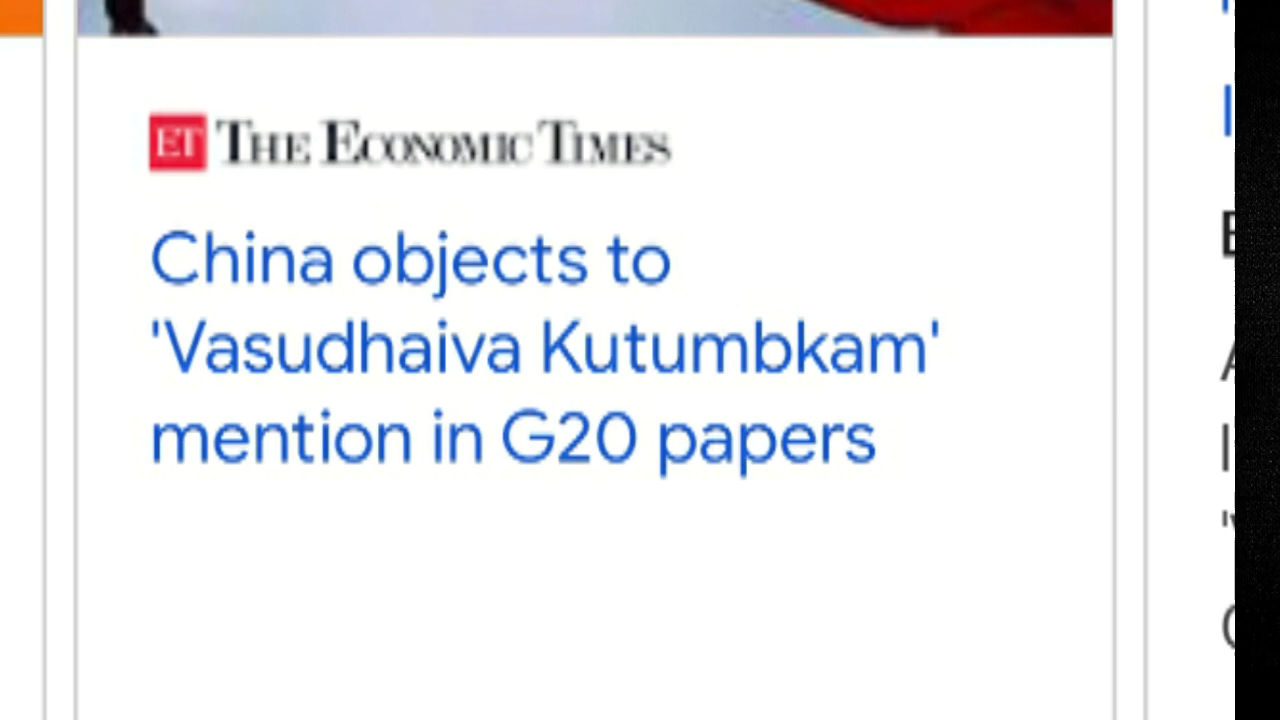 ET THE ECONOMIC TIMES
China objects to
'Vasudhaiva Kutumbkam'
mention in G20 papers